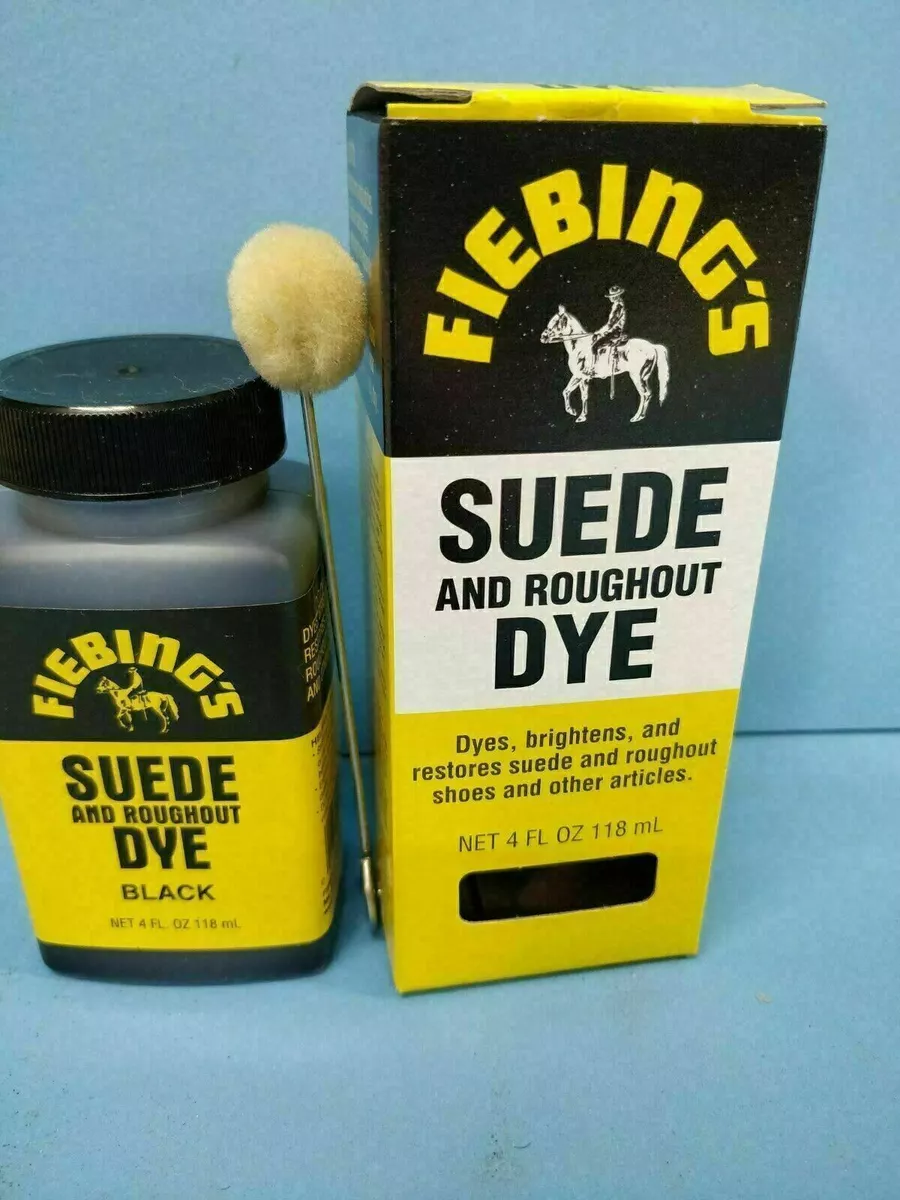 FIEBING'S
SUEDE
AND ROUGHOUT
DYE
Dyes, brightens, and
restores suede and roughout
shoes and other articles.
NET 4 FL OZ 118 mL
FIEBING'S
SUEDE
AND ROUGHOUT
DYE
BLACK
NET 4 FL. OZ 118 mL